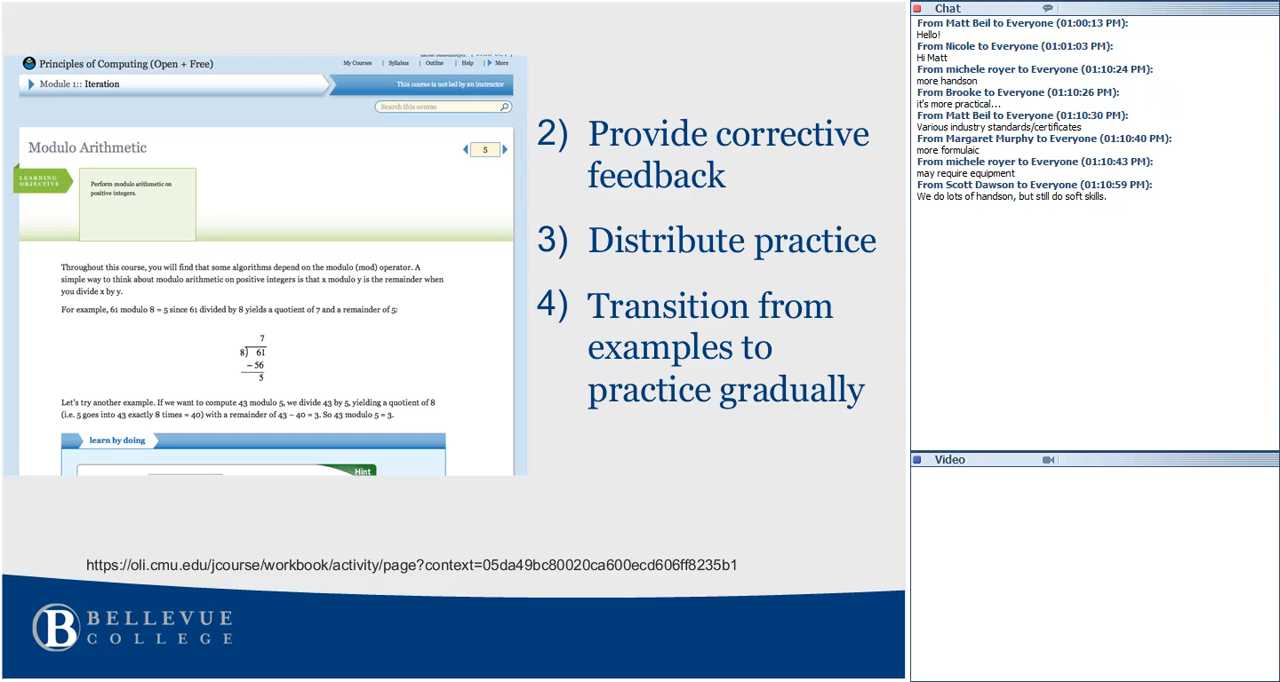 Principles of Computing (Open + Free)
My Courses | Syllabus | Outline | Help | More
Module 1:: Iteration
This course is not led by an instructor
Search this course
Modulo Arithmetic
5
LEARNING
OBJECTIVE
Perform modulo arithmetic on
positive integers.
Throughout this course, you will find that some algorithms depend on the modulo (mod) operator. A
simple way to think about modulo arithmetic on positive integers is that x modulo y is the remainder when
you divide x by y.
For example, 61 modulo 8 = 5 since 61 divided by 8 yields a quotient of 7 and a remainder of 5:
7
8) 61
– 56
5
Let's try another example. If we want to compute 43 modulo 5, we divide 43 by 5, yielding a quotient of 8
(i.e. 5 goes into 43 exactly 8 times = 40) with a remainder of 43 – 40 = 3. So 43 modulo 5 = 3.
learn by doing
Hint
2) Provide corrective
feedback
3) Distribute practice
4) Transition from
examples to
practice gradually
https://oli.cmu.edu/jcourse/workbook/activity/page?context=05da49bc80020ca600ecd606ff8235b1
B BELLEVUE
COLLEGE
Chat
From Matt Beil to Everyone (01:00:13 PM):
Hello!
From Nicole to Everyone (01:01:03 PM):
Hi Matt
From michele royer to Everyone (01:10:24 PM):
more handson
From Brooke to Everyone (01:10:26 PM):
it's more practical...
From Matt Beil to Everyone (01:10:30 PM):
Various industry standards/certificates
From Margaret Murphy to Everyone (01:10:40 PM):
more formulaic
From michele royer to Everyone (01:10:43 PM):
may require equipment
From Scott Dawson to Everyone (01:10:59 PM):
We do lots of handson, but still do soft skills.
Video